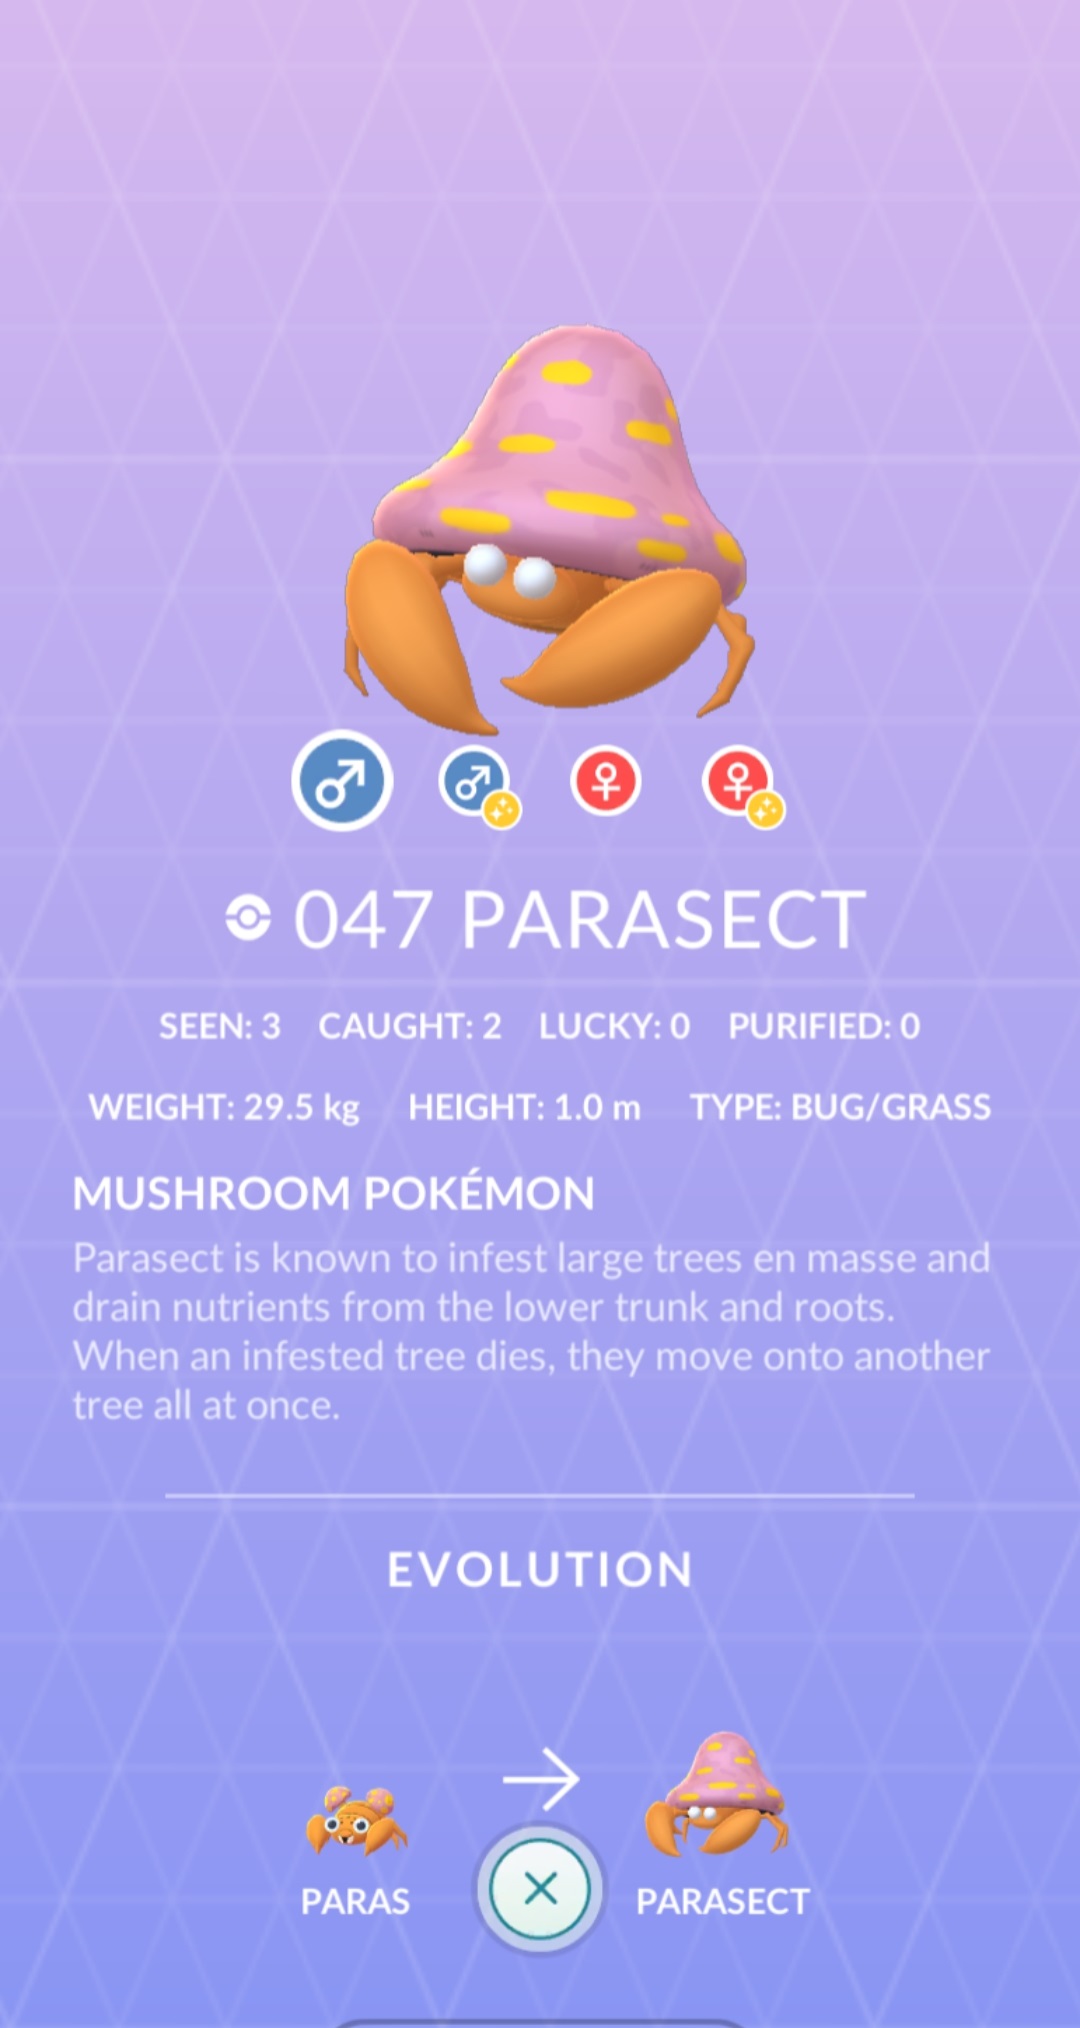 047 PARASECT
SEEN: 3 CAUGHT: 2 LUCKY: 0 PURIFIED: 0
WEIGHT: 29.5 kg HEIGHT: 1.0 m TYPE: BUG/GRASS
MUSHROOM POKÉMON
Parasect is known to infest large trees en masse and
drain nutrients from the lower trunk and roots.
When an infested tree dies, they move onto another
tree all at once.
EVOLUTION
PARAS PARASECT